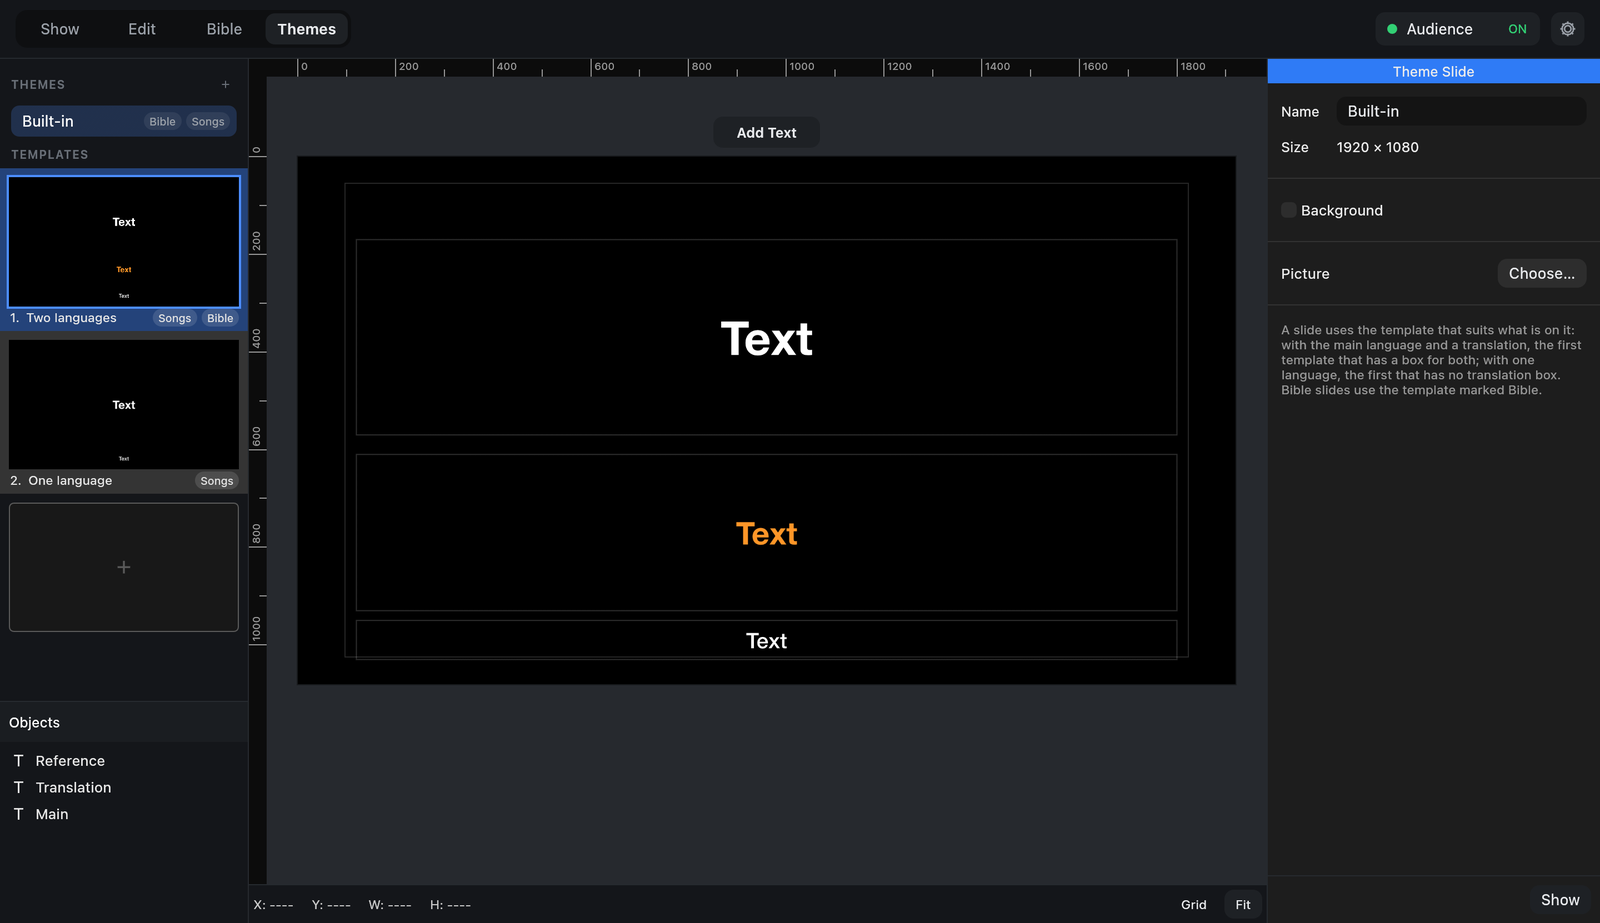 Show Edit Bible Themes
Audience ON
THEMES +
Built-in Bible Songs
TEMPLATES
Text
Text
Text
1. Two languages Songs Bible
Text
Text
2. One language Songs
+
Objects
T Reference
T Translation
T Main
0 200 400 600 800 1000 1200 1400 1600 1800
0
200
400
600
800
1000
Add Text
Text
Text
Text
X: ---- Y: ---- W: ---- H: ----
Grid Fit
Theme Slide
Name Built-in
Size 1920 × 1080
Background
Picture Choose...
A slide uses the template that suits what is on it:
with the main language and a translation, the first
template that has a box for both; with one
language, the first that has no translation box.
Bible slides use the template marked Bible.
Show